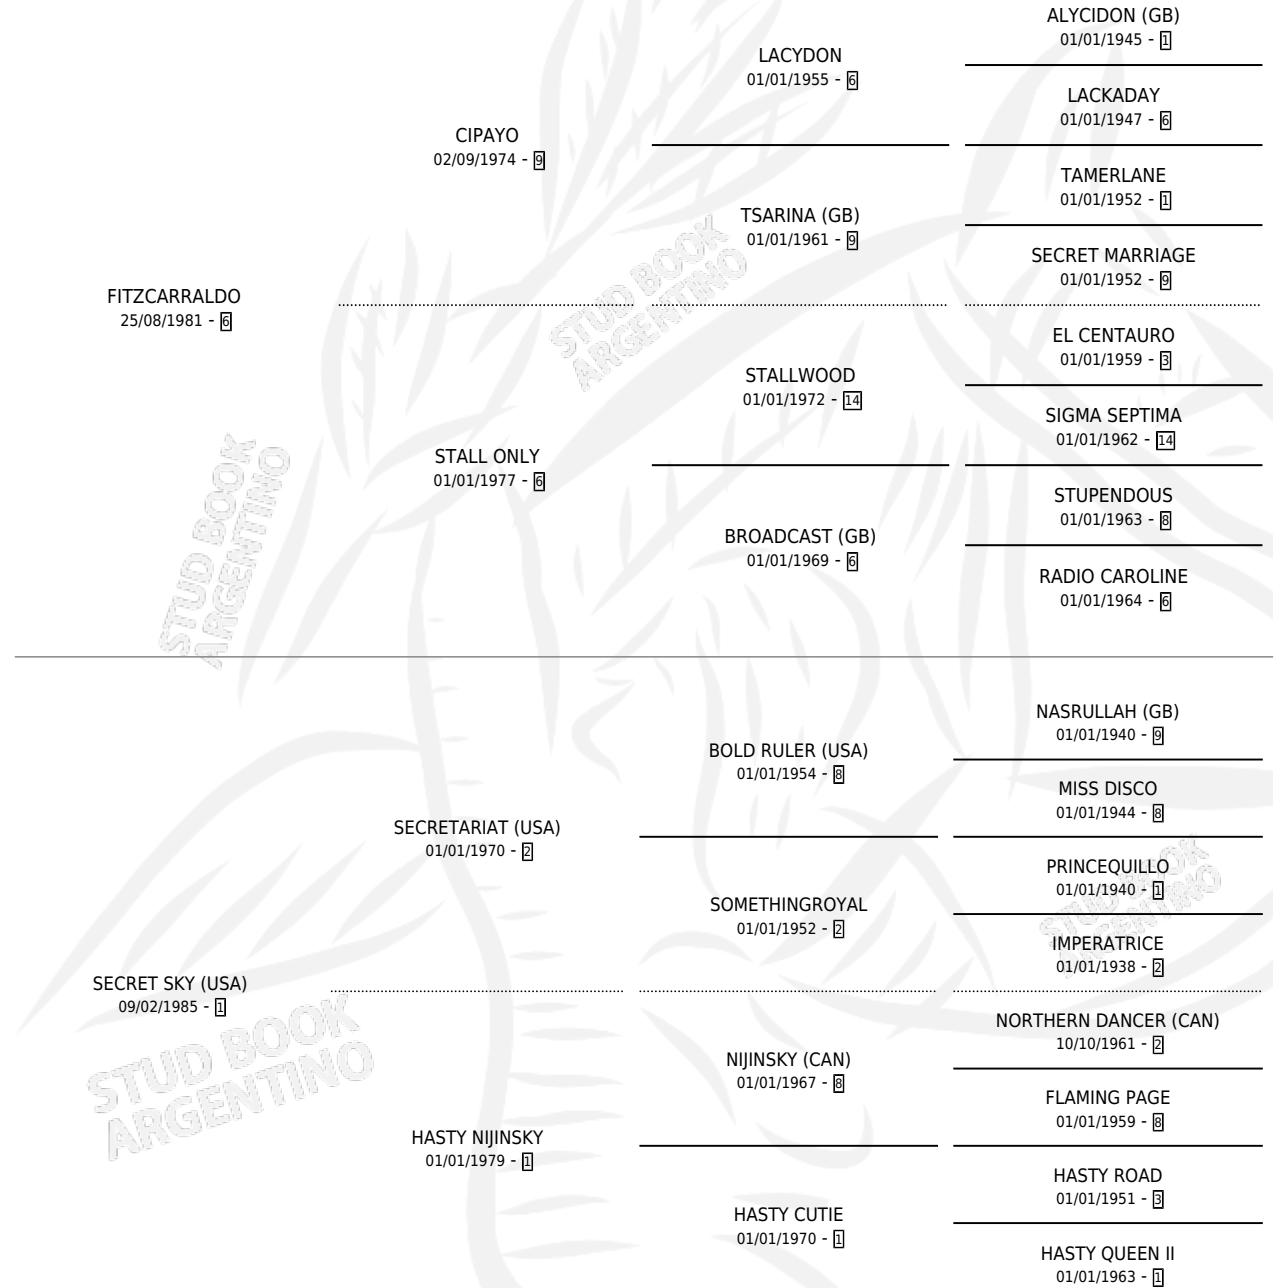 ALYCIDON (GB)
01/01/1945 - 1
LACYDON
01/01/1955 - 6
LACKADAY
01/01/1947 - 6
CIPAYO
02/09/1974 - 9
TAMERLANE
01/01/1952 - 1
TSARINA (GB)
01/01/1961 - 9
SECRET MARRIAGE
01/01/1952 - 9
FITZCARRALDO
25/08/1981 - 6
EL CENTAURO
01/01/1959 - 3
STALLWOOD
01/01/1972 - 14
SIGMA SEPTIMA
01/01/1962 - 14
STALL ONLY
01/01/1977 - 6
STUPENDOUS
01/01/1963 - 8
BROADCAST (GB)
01/01/1969 - 6
RADIO CAROLINE
01/01/1964 - 6
STUD BOOK
ARGENTINO
STUD BOOK
ARGENTINO
NASRULLAH (GB)
01/01/1940 - 9
BOLD RULER (USA)
01/01/1954 - 8
MISS DISCO
01/01/1944 - 8
SECRETARIAT (USA)
01/01/1970 - 2
PRINCEQUILLO
01/01/1940 - 1
SOMETHINGROYAL
01/01/1952 - 2
IMPERATRICE
01/01/1938 - 2
SECRET SKY (USA)
09/02/1985 - 1
NORTHERN DANCER (CAN)
10/10/1961 - 2
NIJINSKY (CAN)
01/01/1967 - 8
FLAMING PAGE
01/01/1959 - 8
HASTY NIJINSKY
01/01/1979 - 1
HASTY ROAD
01/01/1951 - 3
HASTY CUTIE
01/01/1970 - 1
HASTY QUEEN II
01/01/1963 - 1
STUD BOOK
ARGENTINO
STUD BOOK
ARGENTINO